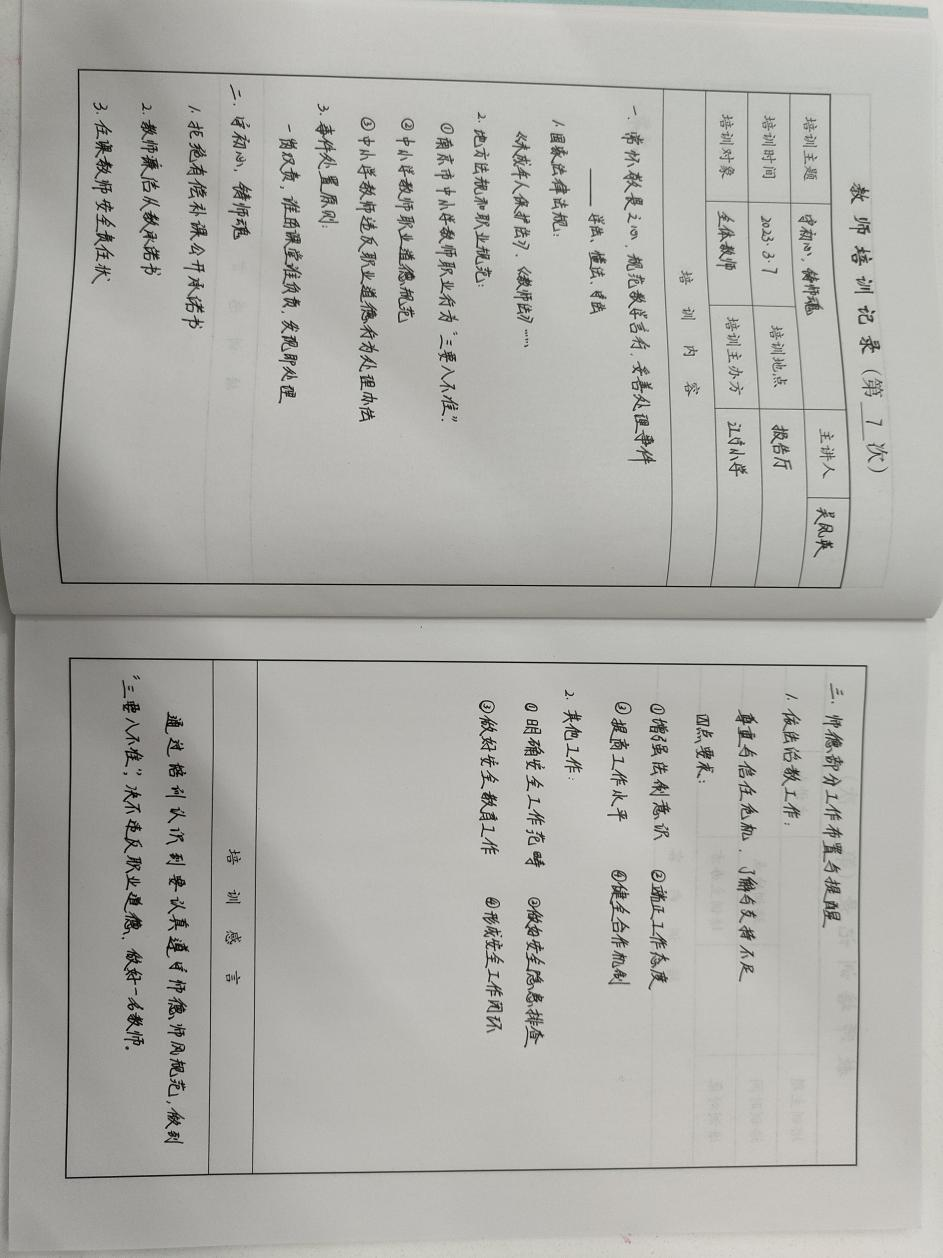 教师培训记录（第 7 次）
培训主题 守初心，铸师魂 主讲人 吴凤英
培训时间 2023.3.7 培训地点 报告厅
培训对象 全体教师 培训主办方 江宁小学
培训内容
一. 常怀敬畏之心，规范教学言行，妥善处理事件
—— 学法、懂法、守法
1. 国家法律法规：
《未成年人保护法》、《教师法》……
2. 地方法规和职业规范：
①南京市中小学教师职业行为“三要八不准”.
②中小学教师职业道德规范
③中小学教师违反职业道德行为处理办法
3. 事件处置原则：
一岗双责，谁的课堂谁负责，发现即处理
二. 守初心，铸师魂
1. 拒绝有偿补课公开承诺书
2. 教师廉洁从教承诺书
3. 任课教师安全责任状
三. 师德部分工作布置与提醒
1. 依法治教工作：
尊重与信任危机，了解与支持不足
四点要求：
①增强法制意识 ②端正工作态度
③提高工作水平 ④健全合作机制
2. 其他工作：
①明确安全工作范畴 ②做好安全隐患排查
③做好安全教育工作 ④形成安全工作闭环
培训感言
通过培训认识到要认真遵守师德师风规范，做到
“三要八不准”，决不违反职业道德，做好一名教师。